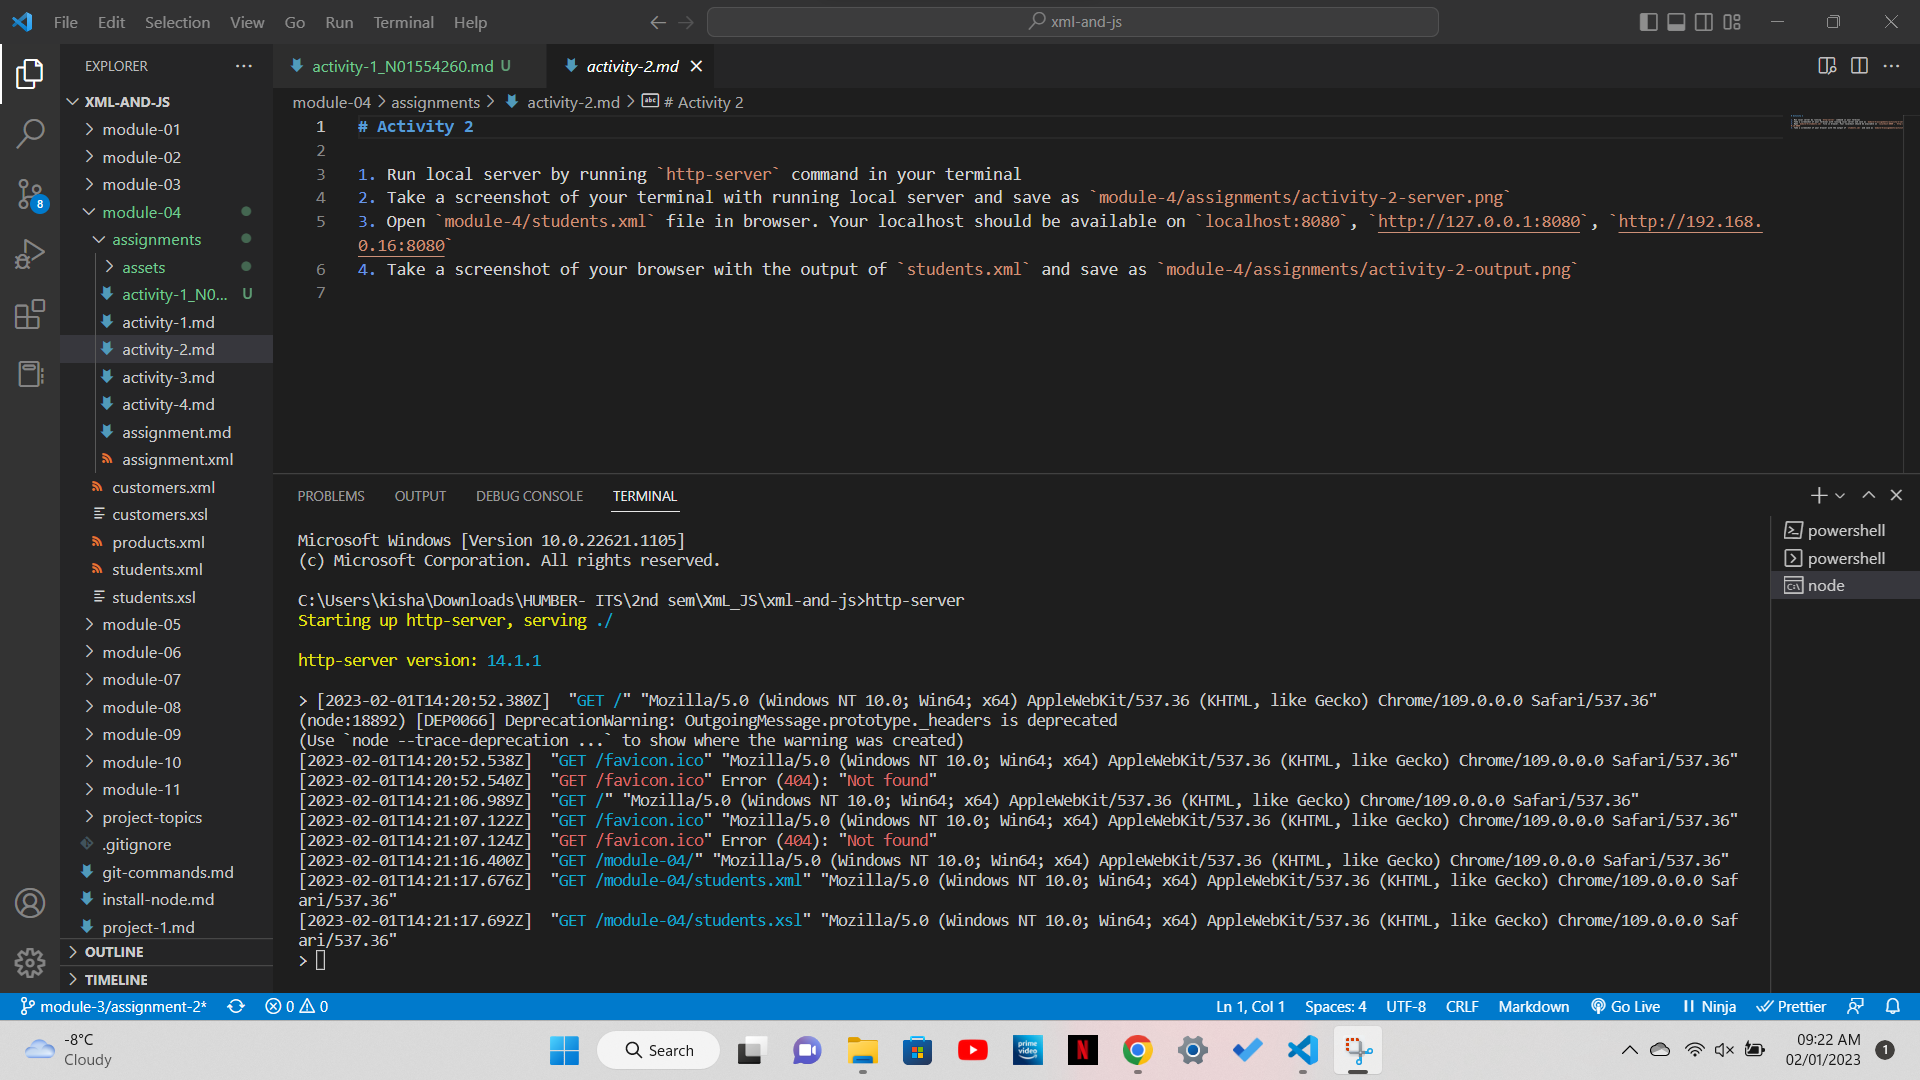 File Edit Selection View Go Run Terminal Help
xml-and-js
EXPLORER
XML-AND-JS
module-01
module-02
module-03
8
module-04
assignments
assets
activity-1_N0... U
activity-1.md
activity-2.md
activity-3.md
activity-4.md
assignment.md
assignment.xml
customers.xml
customers.xsl
products.xml
students.xml
students.xsl
module-05
module-06
module-07
module-08
module-09
module-10
module-11
project-topics
.gitignore
git-commands.md
install-node.md
project-1.md
OUTLINE
TIMELINE
activity-1_N01554260.md U
activity-2.md
module-04 > assignments > activity-2.md > abc # Activity 2
1 # Activity 2
2
3 1. Run local server by running `http-server` command in your terminal
4 2. Take a screenshot of your terminal with running local server and save as `module-4/assignments/activity-2-server.png`
5 3. Open `module-4/students.xml` file in browser. Your localhost should be available on `localhost:8080`, `http://127.0.0.1:8080`, `http://192.168.
0.16:8080`
6 4. Take a screenshot of your browser with the output of `students.xml` and save as `module-4/assignments/activity-2-output.png`
7
PROBLEMS OUTPUT DEBUG CONSOLE TERMINAL
powershell
powershell
node
Microsoft Windows [Version 10.0.22621.1105]
(c) Microsoft Corporation. All rights reserved.
C:\Users\kisha\Downloads\HUMBER- ITS\2nd sem\XmL_JS\xml-and-js>http-server
Starting up http-server, serving ./
http-server version: 14.1.1
> [2023-02-01T14:20:52.380Z]  "GET /" "Mozilla/5.0 (Windows NT 10.0; Win64; x64) AppleWebKit/537.36 (KHTML, like Gecko) Chrome/109.0.0.0 Safari/537.36"
(node:18892) [DEP0066] DeprecationWarning: OutgoingMessage.prototype._headers is deprecated
(Use `node --trace-deprecation ...` to show where the warning was created)
[2023-02-01T14:20:52.538Z]  "GET /favicon.ico" "Mozilla/5.0 (Windows NT 10.0; Win64; x64) AppleWebKit/537.36 (KHTML, like Gecko) Chrome/109.0.0.0 Safari/537.36"
[2023-02-01T14:20:52.540Z]  "GET /favicon.ico" Error (404): "Not found"
[2023-02-01T14:21:06.989Z]  "GET /" "Mozilla/5.0 (Windows NT 10.0; Win64; x64) AppleWebKit/537.36 (KHTML, like Gecko) Chrome/109.0.0.0 Safari/537.36"
[2023-02-01T14:21:07.122Z]  "GET /favicon.ico" "Mozilla/5.0 (Windows NT 10.0; Win64; x64) AppleWebKit/537.36 (KHTML, like Gecko) Chrome/109.0.0.0 Safari/537.36"
[2023-02-01T14:21:07.124Z]  "GET /favicon.ico" Error (404): "Not found"
[2023-02-01T14:21:16.400Z]  "GET /module-04/" "Mozilla/5.0 (Windows NT 10.0; Win64; x64) AppleWebKit/537.36 (KHTML, like Gecko) Chrome/109.0.0.0 Safari/537.36"
[2023-02-01T14:21:17.676Z]  "GET /module-04/students.xml" "Mozilla/5.0 (Windows NT 10.0; Win64; x64) AppleWebKit/537.36 (KHTML, like Gecko) Chrome/109.0.0.0 Saf
ari/537.36"
[2023-02-01T14:21:17.692Z]  "GET /module-04/students.xsl" "Mozilla/5.0 (Windows NT 10.0; Win64; x64) AppleWebKit/537.36 (KHTML, like Gecko) Chrome/109.0.0.0 Saf
ari/537.36"
>
module-3/assignment-2* 0 0 Ln 1, Col 1 Spaces: 4 UTF-8 CRLF Markdown Go Live Ninja Prettier
-8°C
Cloudy
Search
prime video
N
09:22 AM
02/01/2023
1